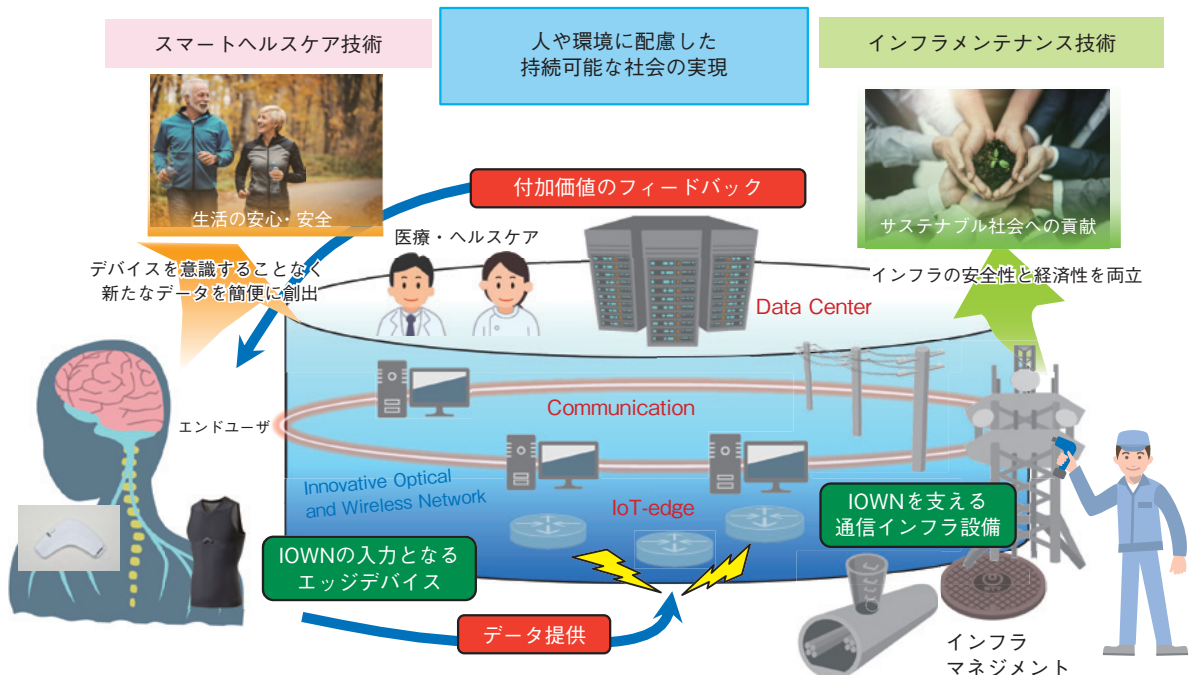 スマートヘルスケア技術
人や環境に配慮した
持続可能な社会の実現
インフラメンテナンス技術
生活の安心・安全
付加価値のフィードバック
サステナブル社会への貢献
医療・ヘルスケア
デバイスを意識することなく
新たなデータを簡便に創出
インフラの安全性と経済性を両立
Data Center
エンドユーザ
Communication
Innovative Optical
and Wireless Network
IoT-edge
IOWNを支える
通信インフラ設備
IOWNの入力となる
エッジデバイス
データ提供
インフラ
マネジメント